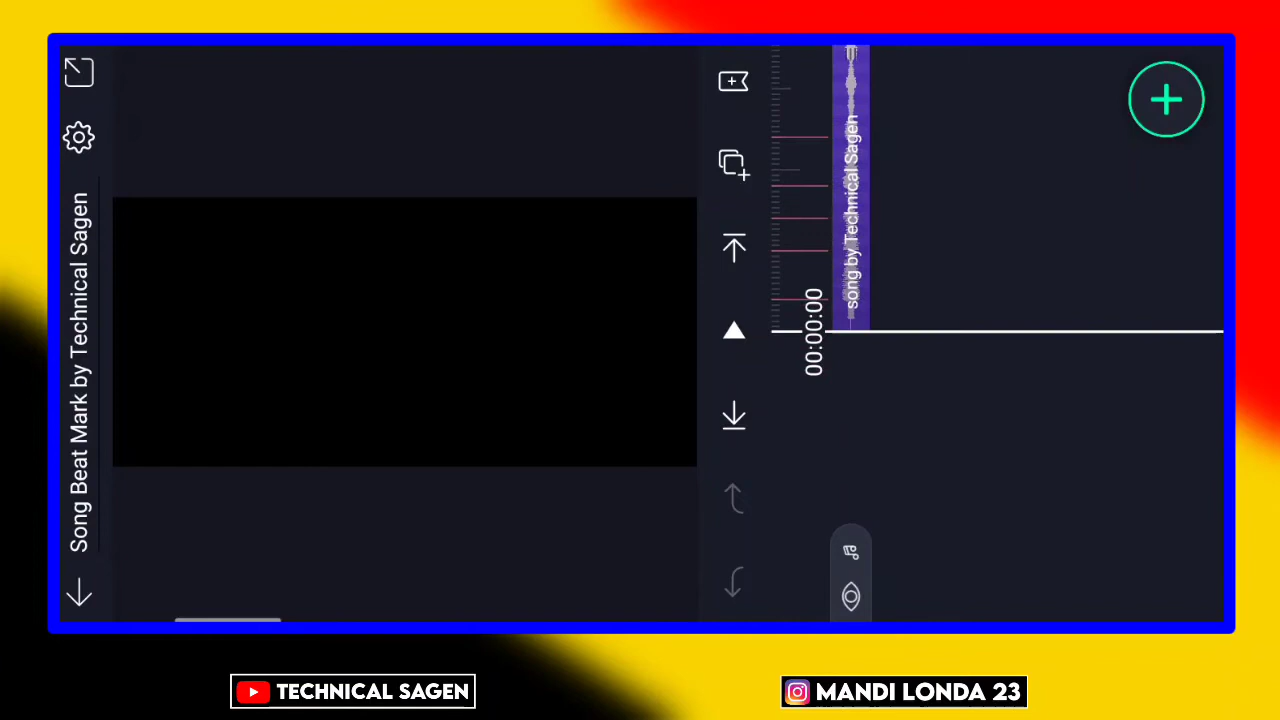 Song Beat Mark by Technical Sagen
song by Technical Sagen
00:00:00
TECHNICAL SAGEN
MANDI LONDA 23